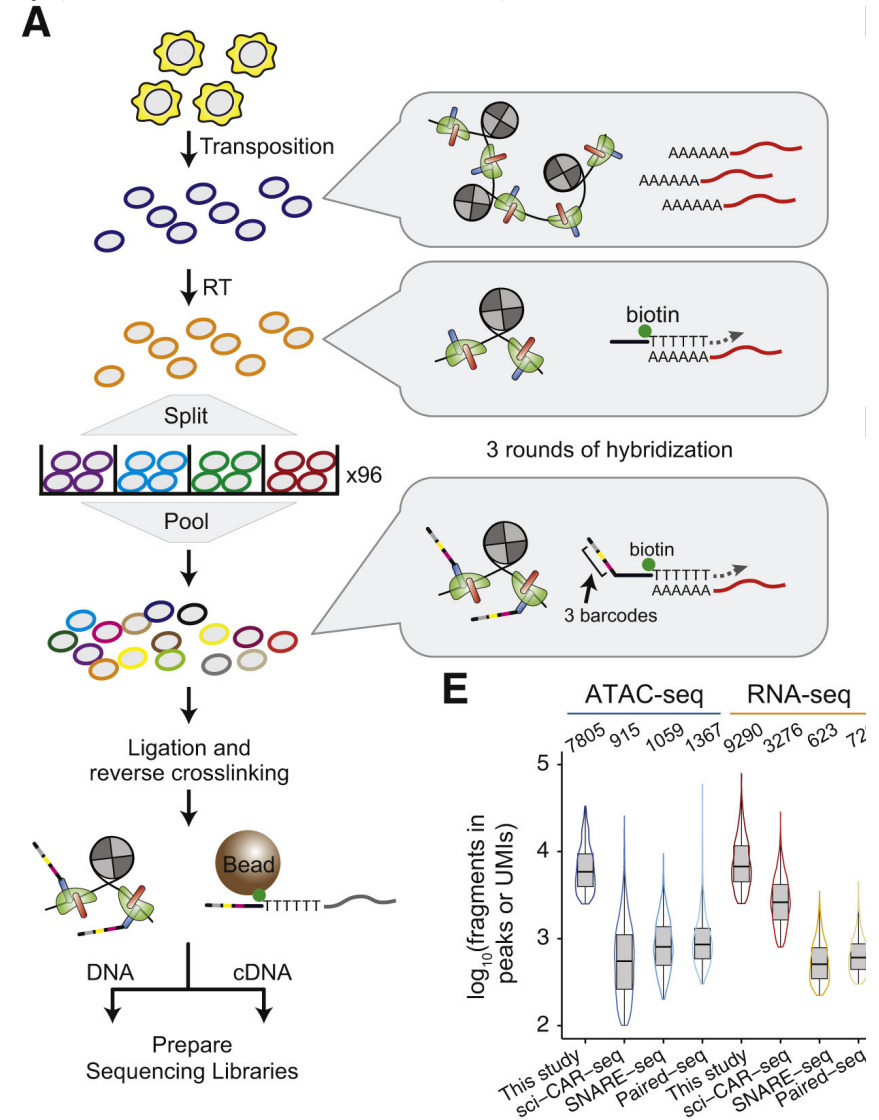 A
Transposition
AAAAAA
AAAAAA
AAAAAA
RT
biotin
TTTTTT
AAAAAA
Split
3 rounds of hybridization
x96
Pool
biotin
TTTTTT
AAAAAA
3 barcodes
Ligation and
reverse crosslinking
Bead
TTTTTT
DNA
cDNA
Prepare
Sequencing Libraries
E
ATAC-seq RNA-seq
7805 915 1059 1367 9290 3276 623
5
4
3
2
log10(fragments in
peaks or UMIs)
This study
sci–CAR–seq
SNARE–seq
Paired–seq
This study
sci–CAR–seq
SNARE–seq
Paired–seq